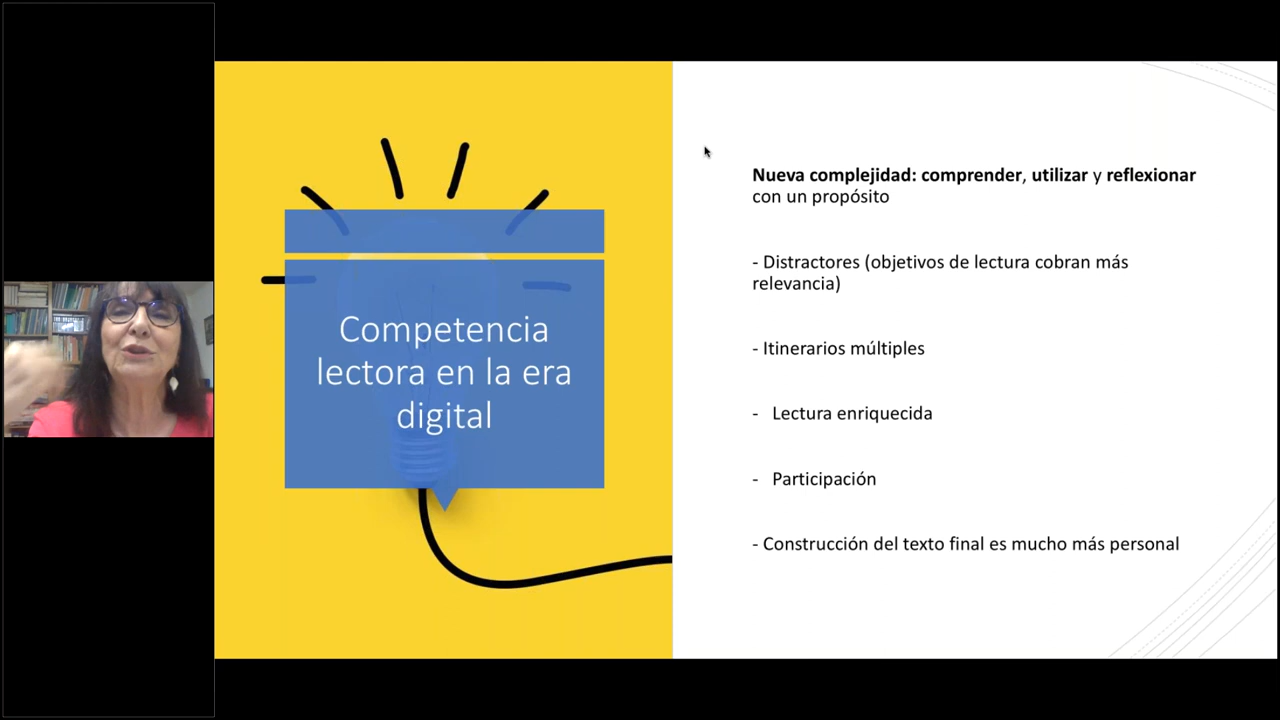 Competencia
lectora en la era
digital
Nueva complejidad: comprender, utilizar y reflexionar
con un propósito
- Distractores (objetivos de lectura cobran más
relevancia)
- Itinerarios múltiples
- Lectura enriquecida
- Participación
- Construcción del texto final es mucho más personal